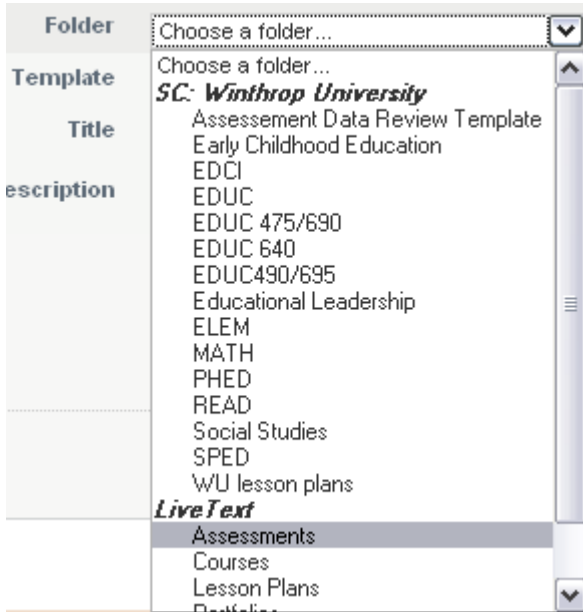 Folder
Choose a folder...
Template
Choose a folder...
SC: Winthrop University
Title
Assessement Data Review Template
Early Childhood Education
EDCI
escription
EDUC
EDUC 475/690
EDUC 640
EDUC490/695
Educational Leadership
ELEM
MATH
PHED
READ
Social Studies
SPED
WU lesson plans
LiveText
Assessments
Courses
Lesson Plans